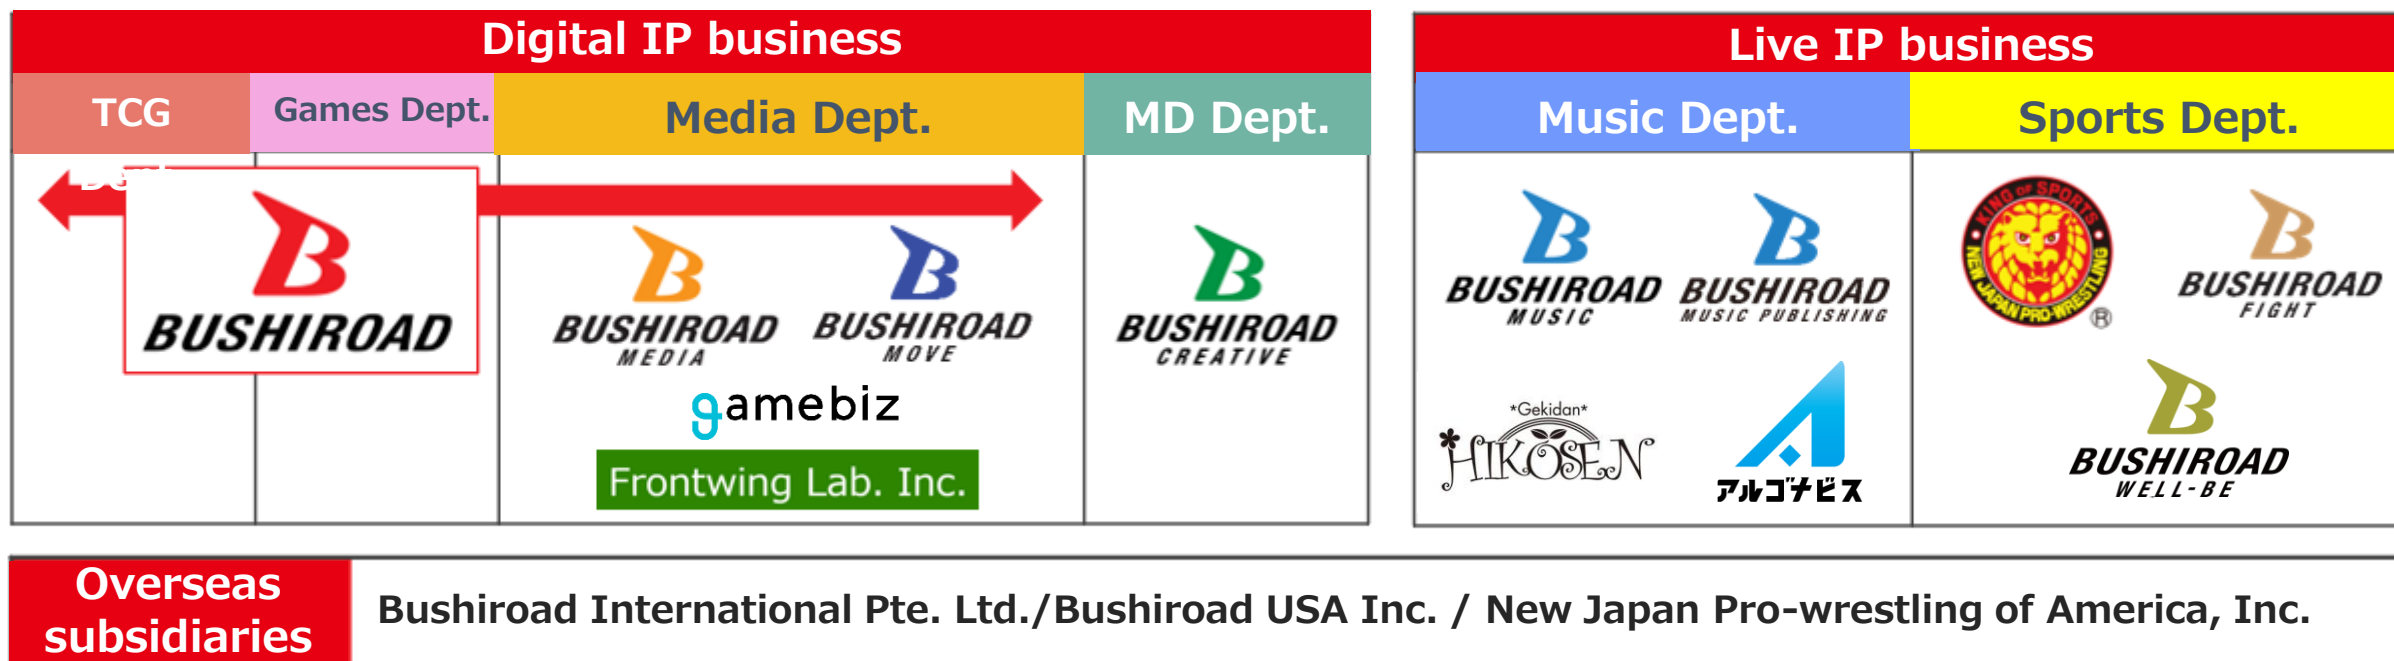 Digital IP business
TCG
Dept.
Games Dept.
Media Dept.
MD Dept.
BUSHIROAD
BUSHIROAD
MEDIA
BUSHIROAD
MOVE
gamebiz
Frontwing Lab. Inc.
BUSHIROAD
CREATIVE
Live IP business
Music Dept.
Sports Dept.
BUSHIROAD
MUSIC
BUSHIROAD
MUSIC PUBLISHING
*Gekidan*
HIKŌSEN
アルゴナビス
KING OF SPORTS
NEW JAPAN PRO-WRESTLING
®
BUSHIROAD
FIGHT
BUSHIROAD
WELL-BE
Overseas
subsidiaries
Bushiroad International Pte. Ltd./Bushiroad USA Inc. / New Japan Pro-wrestling of America, Inc.